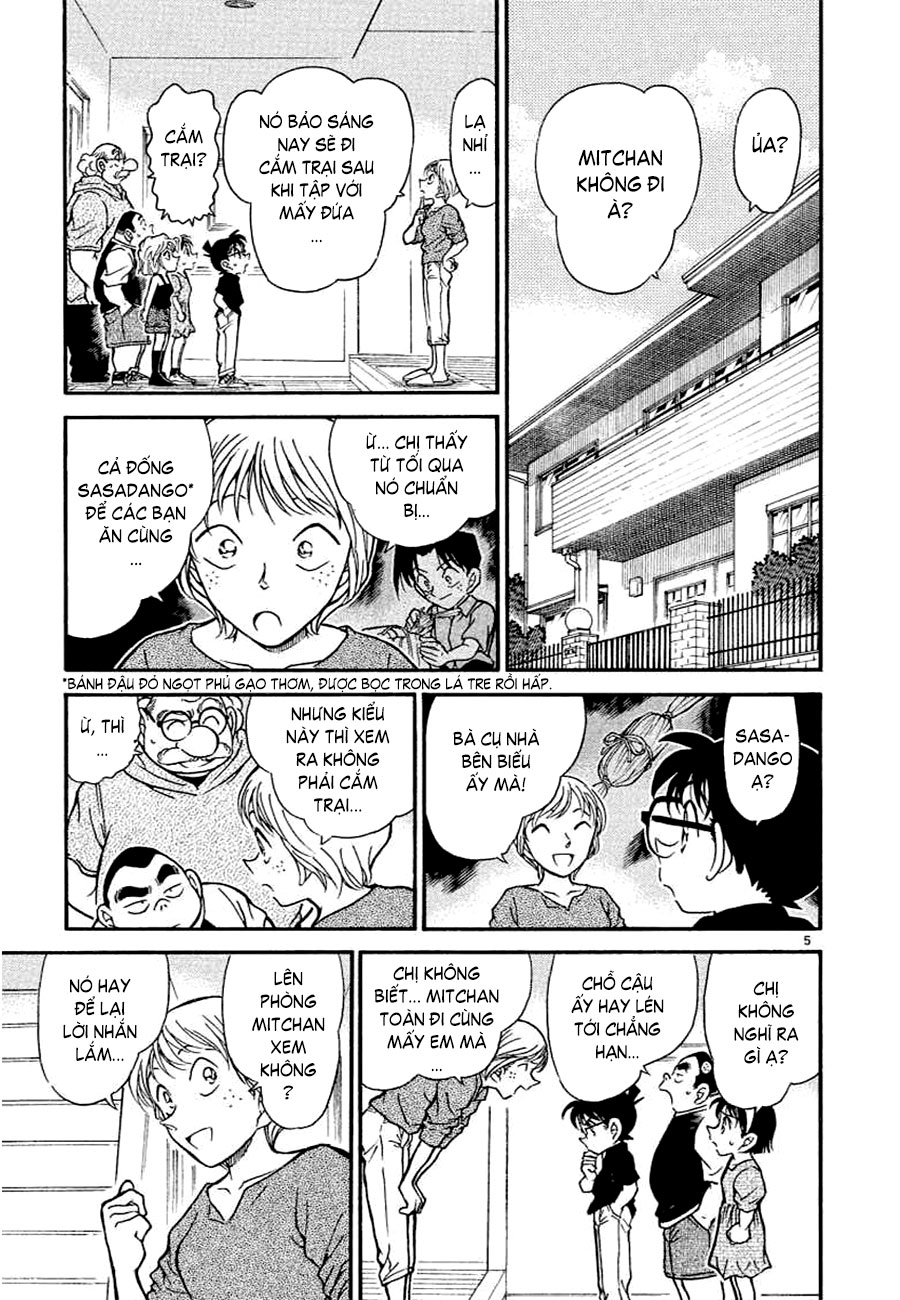 ỦA?
MITCHAN
KHÔNG ĐI
À?
LẠ
NHỈ
...
NÓ BẢO SÁNG
NAY SẼ ĐI
CẮM TRẠI SAU
KHI TẬP VỚI
MẤY ĐỨA
...
CẮM
TRẠI?
Ừ... CHỊ THẤY
TỪ TỐI QUA
NÓ CHUẨN
BỊ...
CẢ ĐỐNG
SASADANGO*
ĐỂ CÁC BẠN
ĂN CÙNG
...
*BÁNH ĐẬU ĐỎ NGỌT PHỦ GẠO THƠM, ĐƯỢC BỌC TRONG LÁ TRE RỒI HẤP.
SASA-
DANGO
Ạ?
BÀ CỤ NHÀ
BÊN BIẾU
ẤY MÀ!
NHƯNG KIỂU
NÀY THÌ XEM
RA KHÔNG
PHẢI CẮM
TRẠI...
Ừ, THÌ
...
5
CHỊ
KHÔNG
NGHĨ RA
GÌ Ạ?
CHỖ CẬU
ẤY HAY LÉN
TỚI CHẲNG
HẠN...
CHỊ KHÔNG
BIẾT... MITCHAN
TOÀN ĐI CÙNG
MẤY EM MÀ
...
LÊN
PHÒNG
MITCHAN
XEM
KHÔNG
?
NÓ HAY
ĐỂ LẠI
LỜI NHẮN
LẮM...